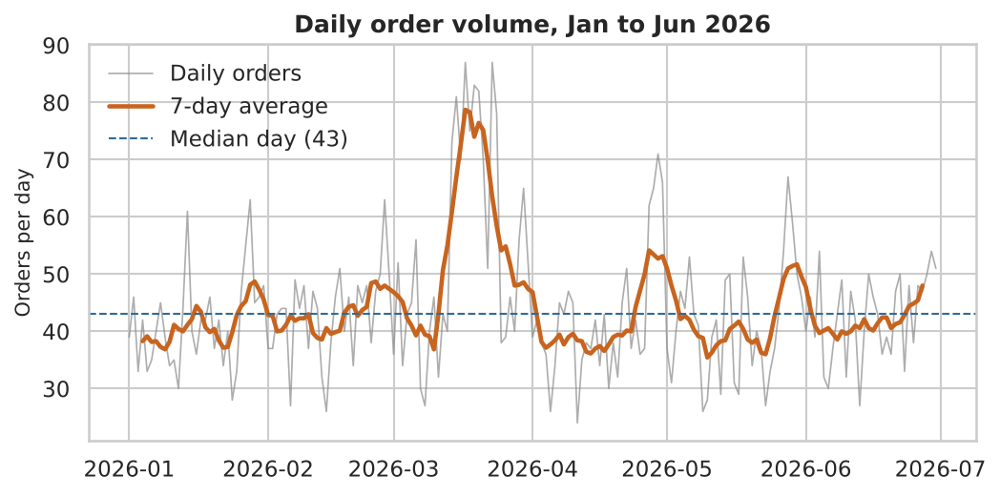 Daily order volume, Jan to Jun 2026
90
80
70
60
50
40
30
Orders per day
Daily orders
7-day average
Median day (43)
2026-01
2026-02
2026-03
2026-04
2026-05
2026-06
2026-07